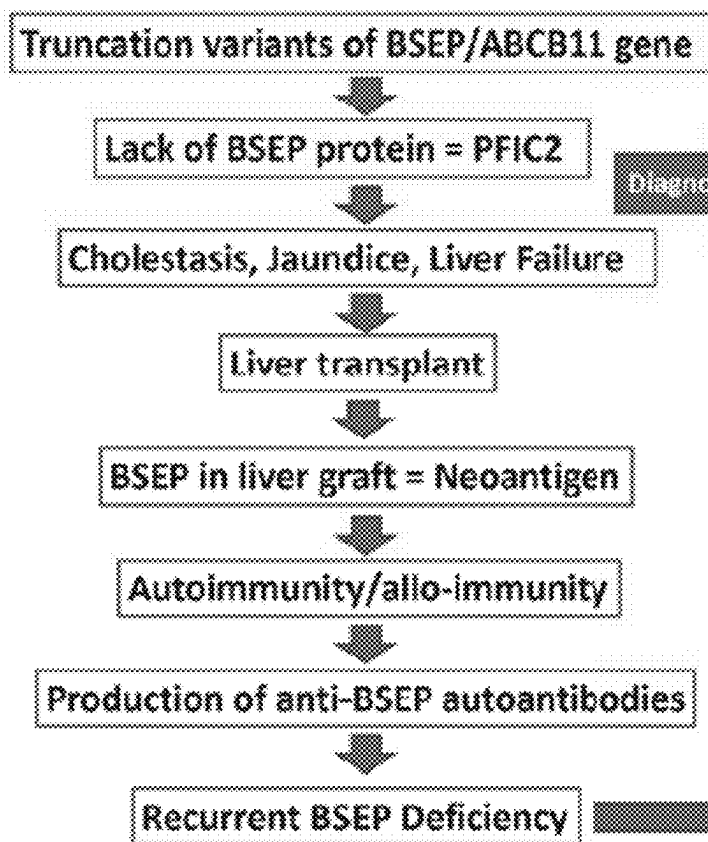 Truncation variants of BSEP/ABCB11 gene
Lack of BSEP protein = PFIC2
Diagno
Cholestasis, Jaundice, Liver Failure
Liver transplant
BSEP in liver graft = Neoantigen
Autoimmunity/allo-immunity
Production of anti-BSEP autoantibodies
Recurrent BSEP Deficiency